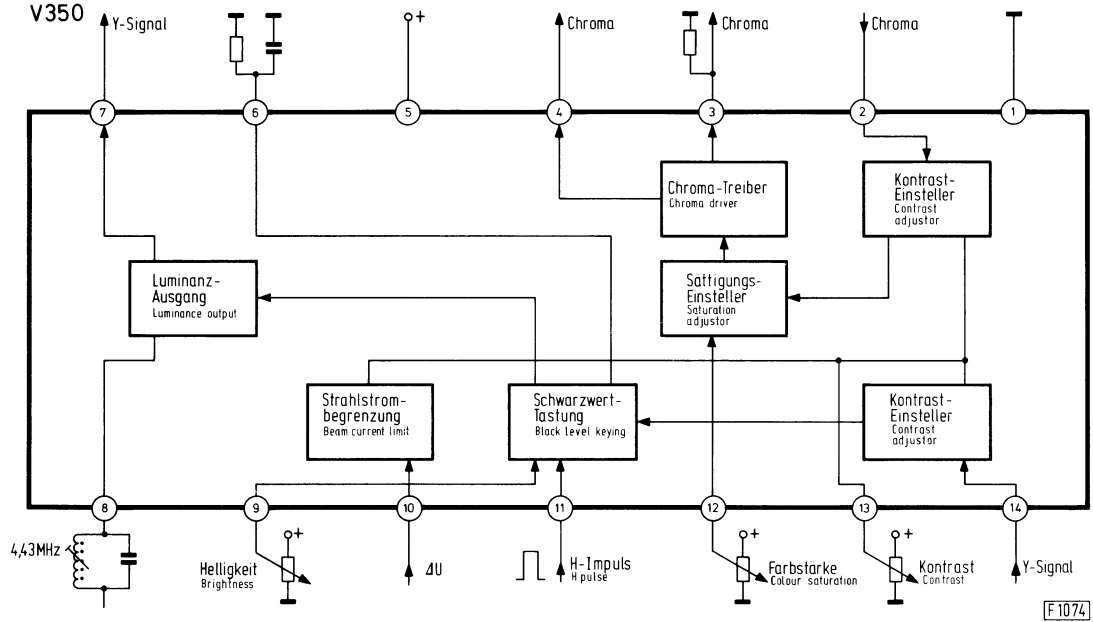 V350
Y-Signal
+
Chroma
Chroma
Chroma
7
6
5
4
3
2
1
Chroma-Treiber
Chroma driver
Kontrast-
Einsteller
Contrast
adjustor
Luminanz-
Ausgang
Luminance output
Sättigungs-
Einsteller
Saturation
adjustor
Strahlstrom-
begrenzung
Beam current limit
Schwarzwert-
Tastung
Black level keying
Kontrast-
Einsteller
Contrast
adjustor
8
9
10
11
12
13
14
4,43MHz
Helligkeit
Brightness
+
ΔU
H-Impuls
H pulse
+
Farbstärke
Colour saturation
+
Kontrast
Contrast
Y-Signal
F1074